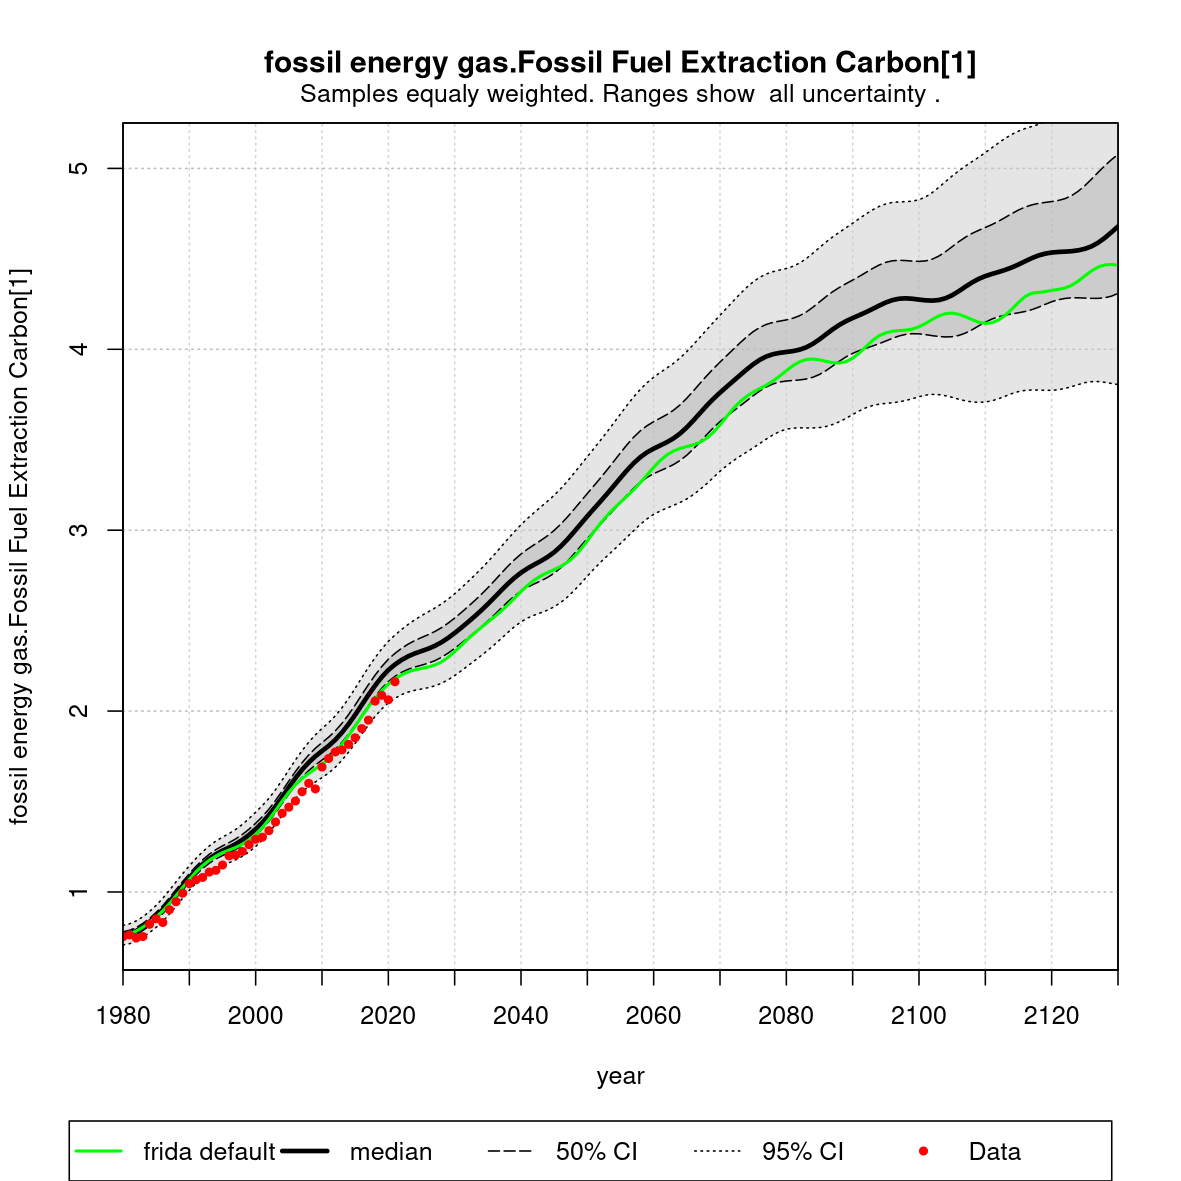 fossil energy gas.Fossil Fuel Extraction Carbon[1]
Samples equaly weighted. Ranges show  all uncertainty .
fossil energy gas.Fossil Fuel Extraction Carbon[1]
5
4
3
2
1
1980 2000 2020 2040 2060 2080 2100 2120
year
frida default median 50% CI 95% CI Data